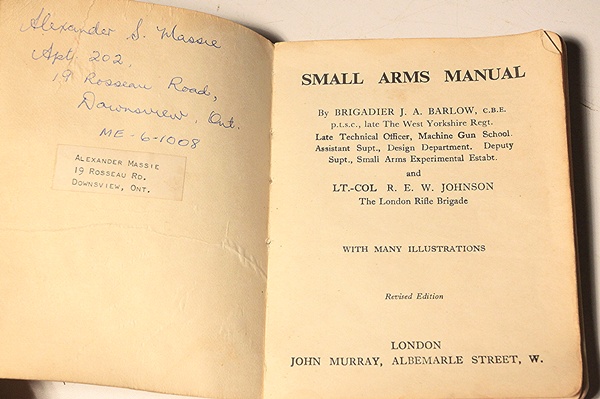 Alexander S. Massie
Apt. 202,
19 Rosseau Road,
Downsview, Ont.
ME-6-1008
ALEXANDER MASSIE
19 ROSSEAU RD.
DOWNSVIEW, ONT.
SMALL ARMS MANUAL
By BRIGADIER J. A. BARLOW, C.B.E.
p.t.s.c., late The West Yorkshire Regt.
Late Technical Officer, Machine Gun School.
Assistant Supt., Design Department. Deputy
Supt., Small Arms Experimental Estabt.
and
LT.-COL R. E. W. JOHNSON
The London Rifle Brigade
WITH MANY ILLUSTRATIONS
Revised Edition
LONDON
JOHN MURRAY, ALBEMARLE STREET, W.